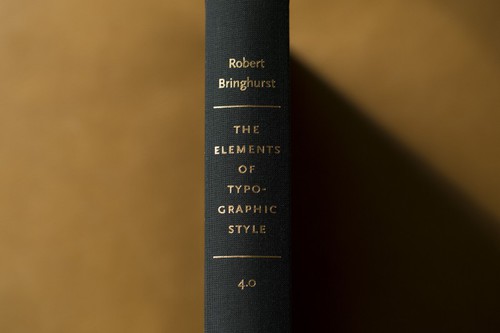 Robert
Bringhurst
THE
ELEMENTS
OF
TYPO-
GRAPHIC
STYLE
4.0